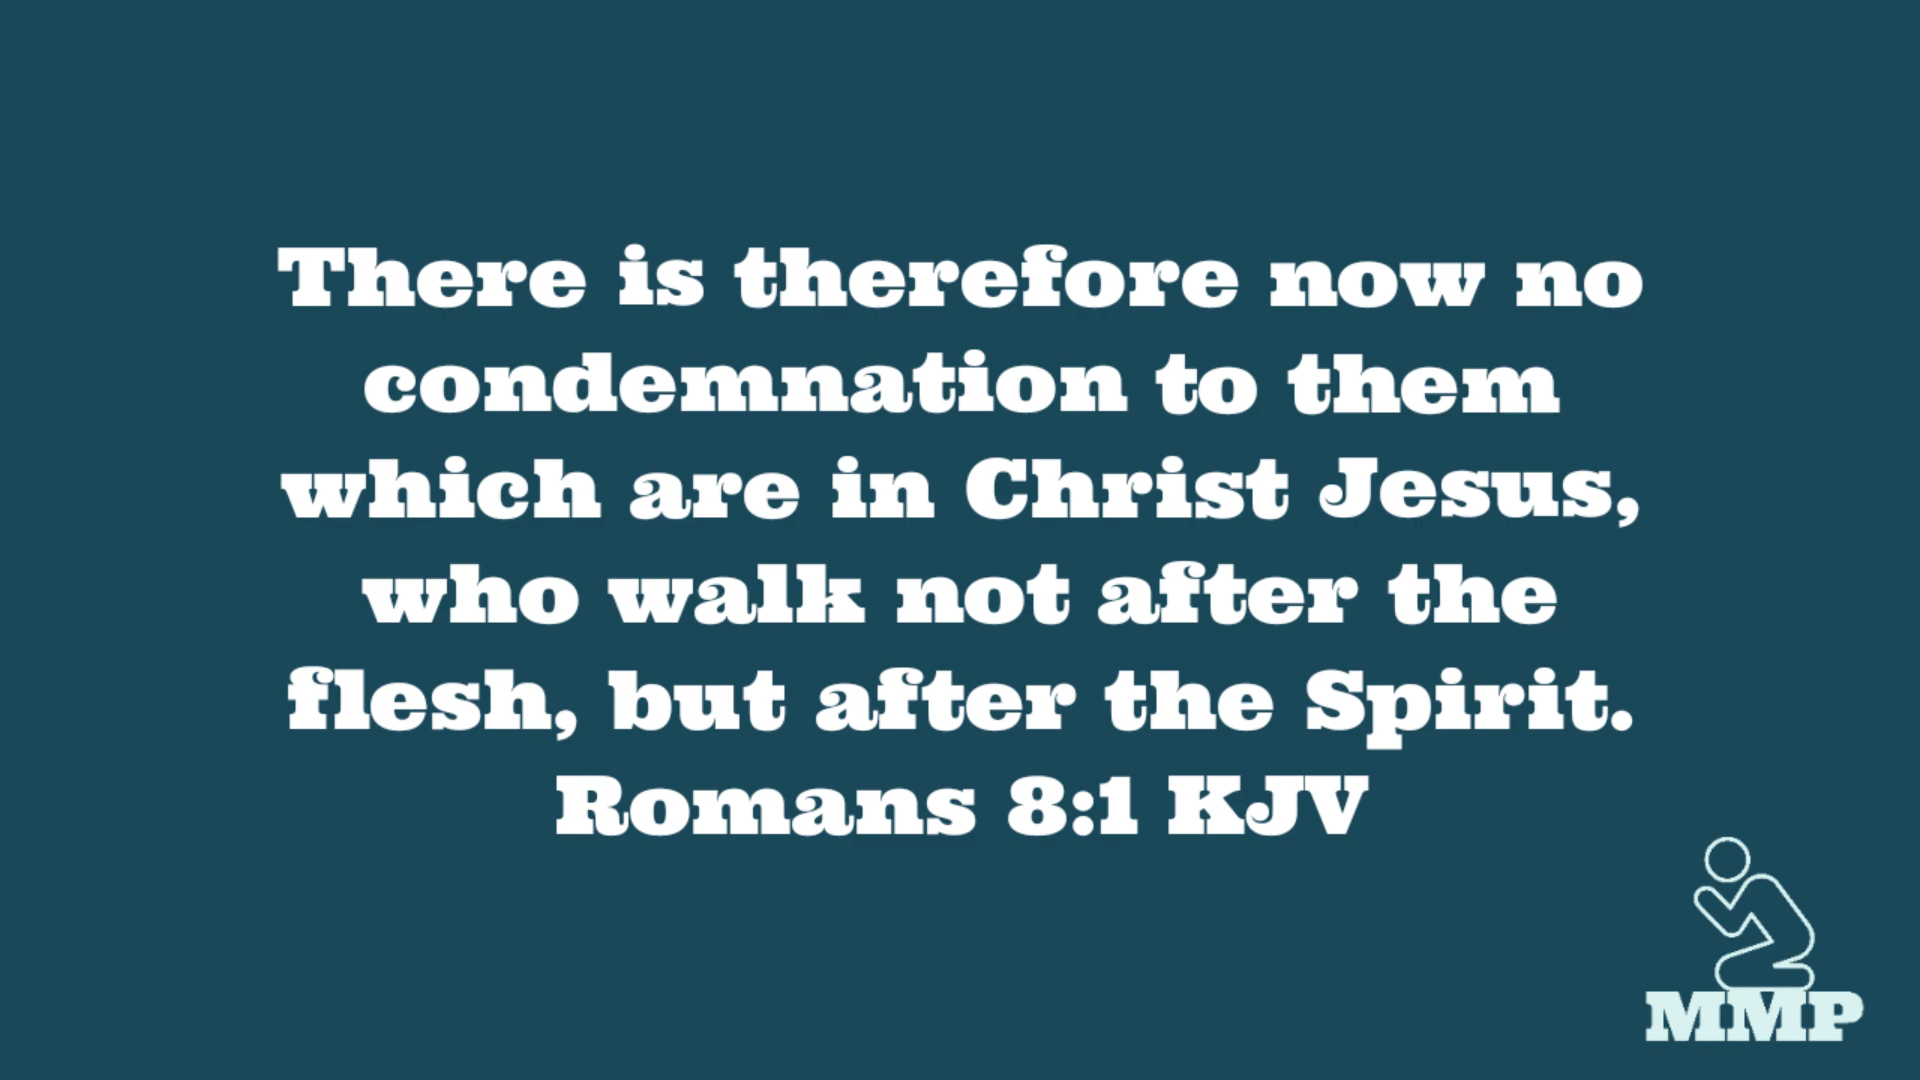 There is therefore now no
condemnation to them
which are in Christ Jesus,
who walk not after the
flesh, but after the Spirit.
Romans 8:1 KJV
MMP